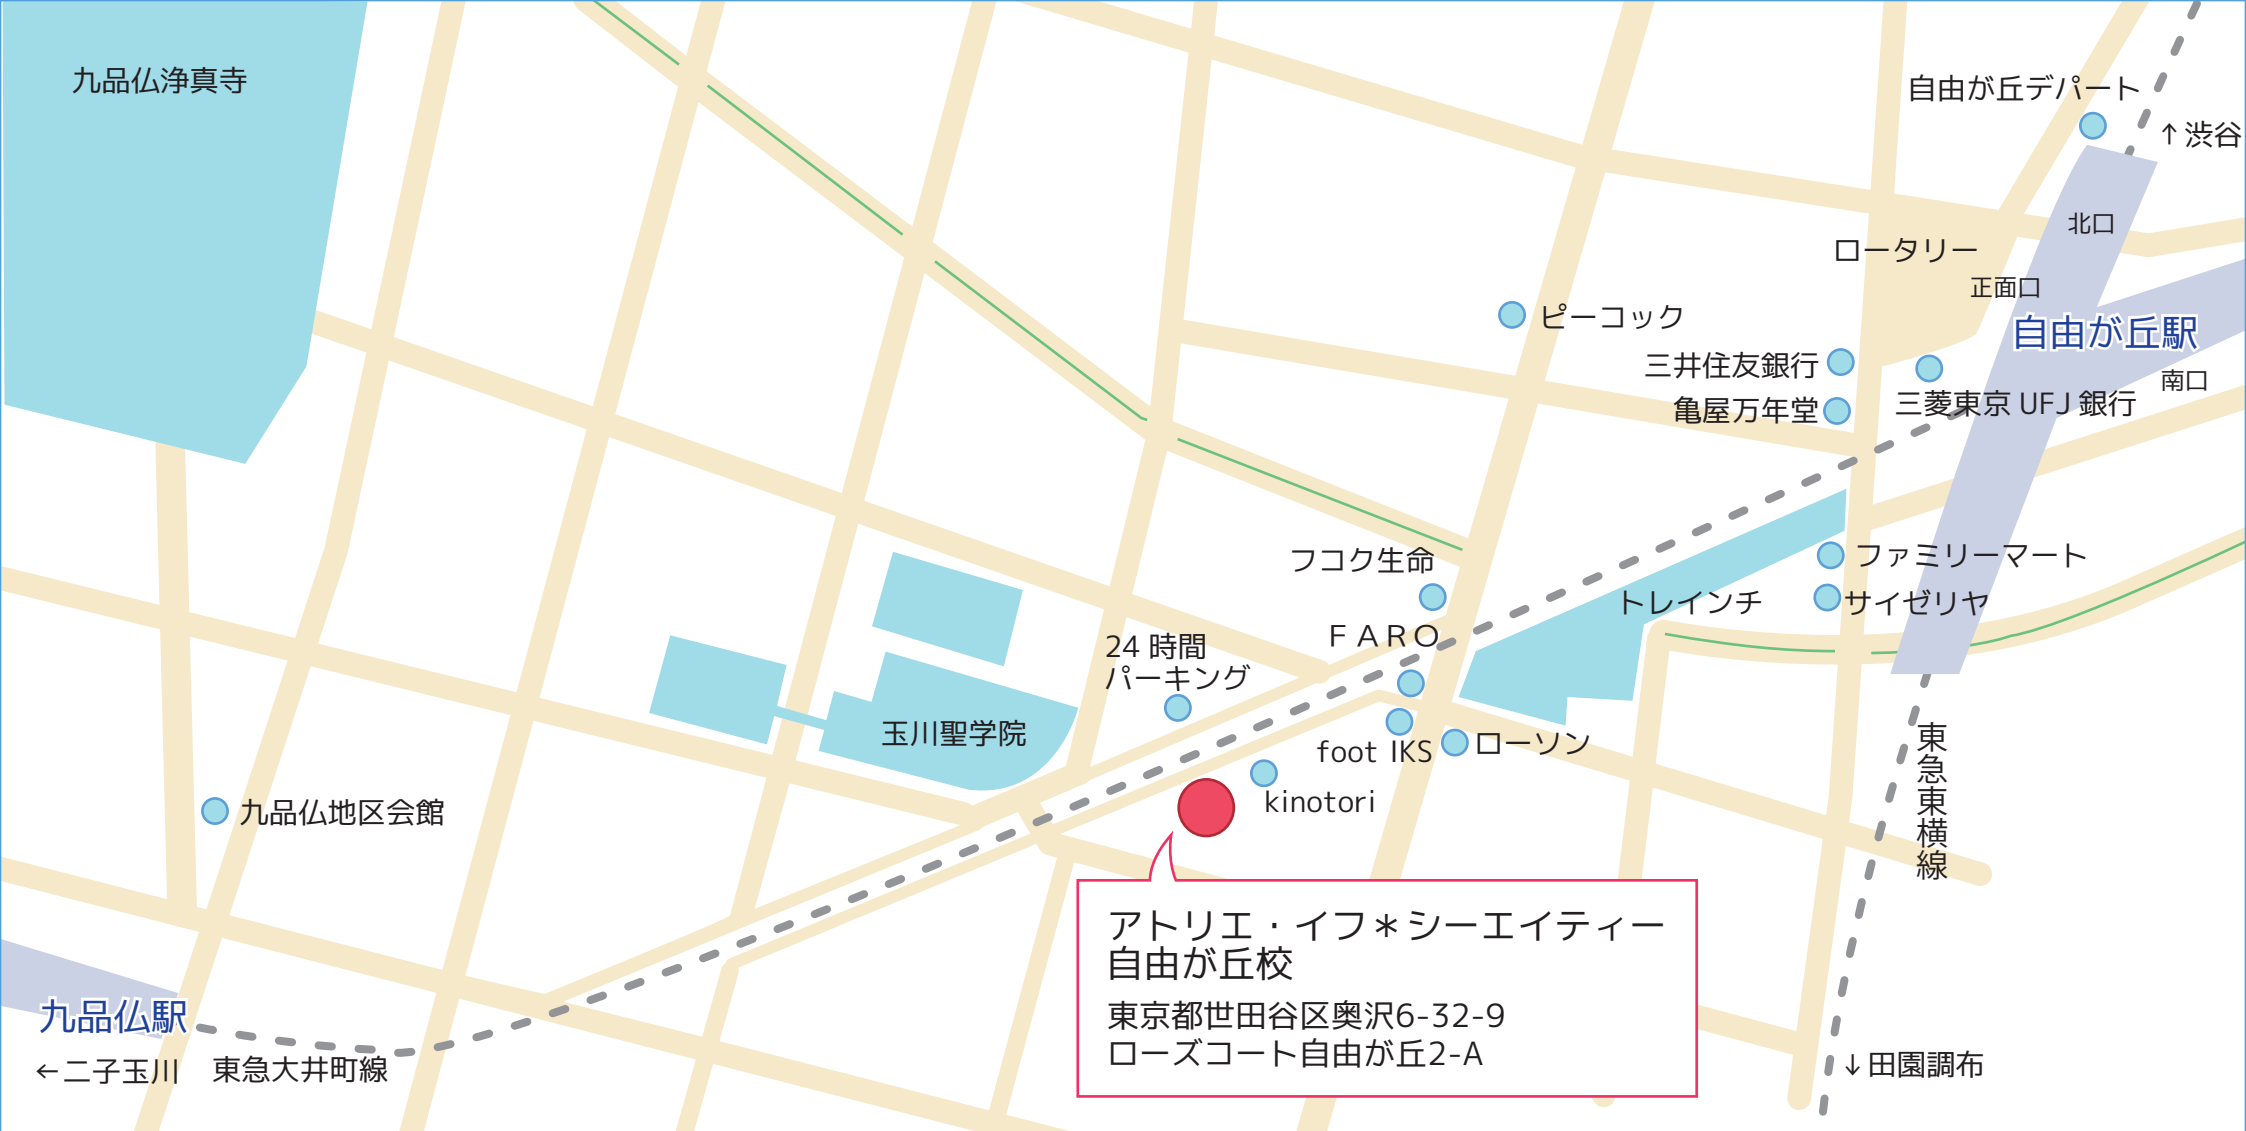 九品仏浄真寺
自由が丘デパート
↑渋谷
北口
ロータリー
正面口
ピーコック
自由が丘駅
三井住友銀行
南口
三菱東京 UFJ 銀行
亀屋万年堂
フコク生命
ファミリーマート
トレインチ
サイゼリヤ
FARO
24 時間
パーキング
玉川聖学院
foot IKS
ローソン
東急東横線
kinotori
九品仏地区会館
アトリエ・イフ＊シーエイティー
自由が丘校
東京都世田谷区奥沢6-32-9
ローズコート自由が丘2-A
九品仏駅
←二子玉川
東急大井町線
↓田園調布